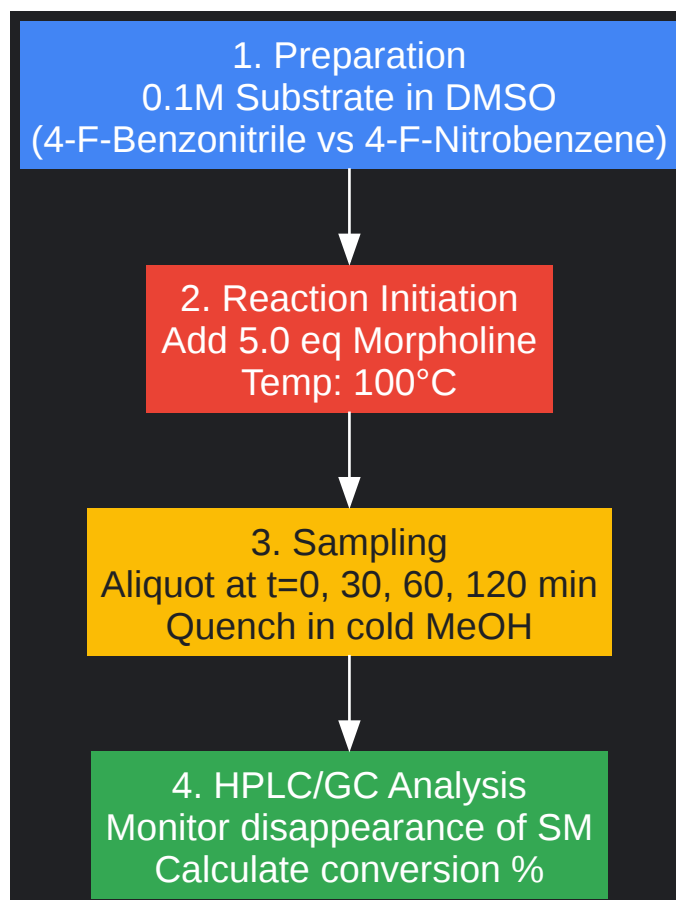 1. Preparation
0.1M Substrate in DMSO
(4-F-Benzonitrile vs 4-F-Nitrobenzene)
2. Reaction Initiation
Add 5.0 eq Morpholine
Temp: 100°C
3. Sampling
Aliquot at t=0, 30, 60, 120 min
Quench in cold MeOH
4. HPLC/GC Analysis
Monitor disappearance of SM
Calculate conversion %